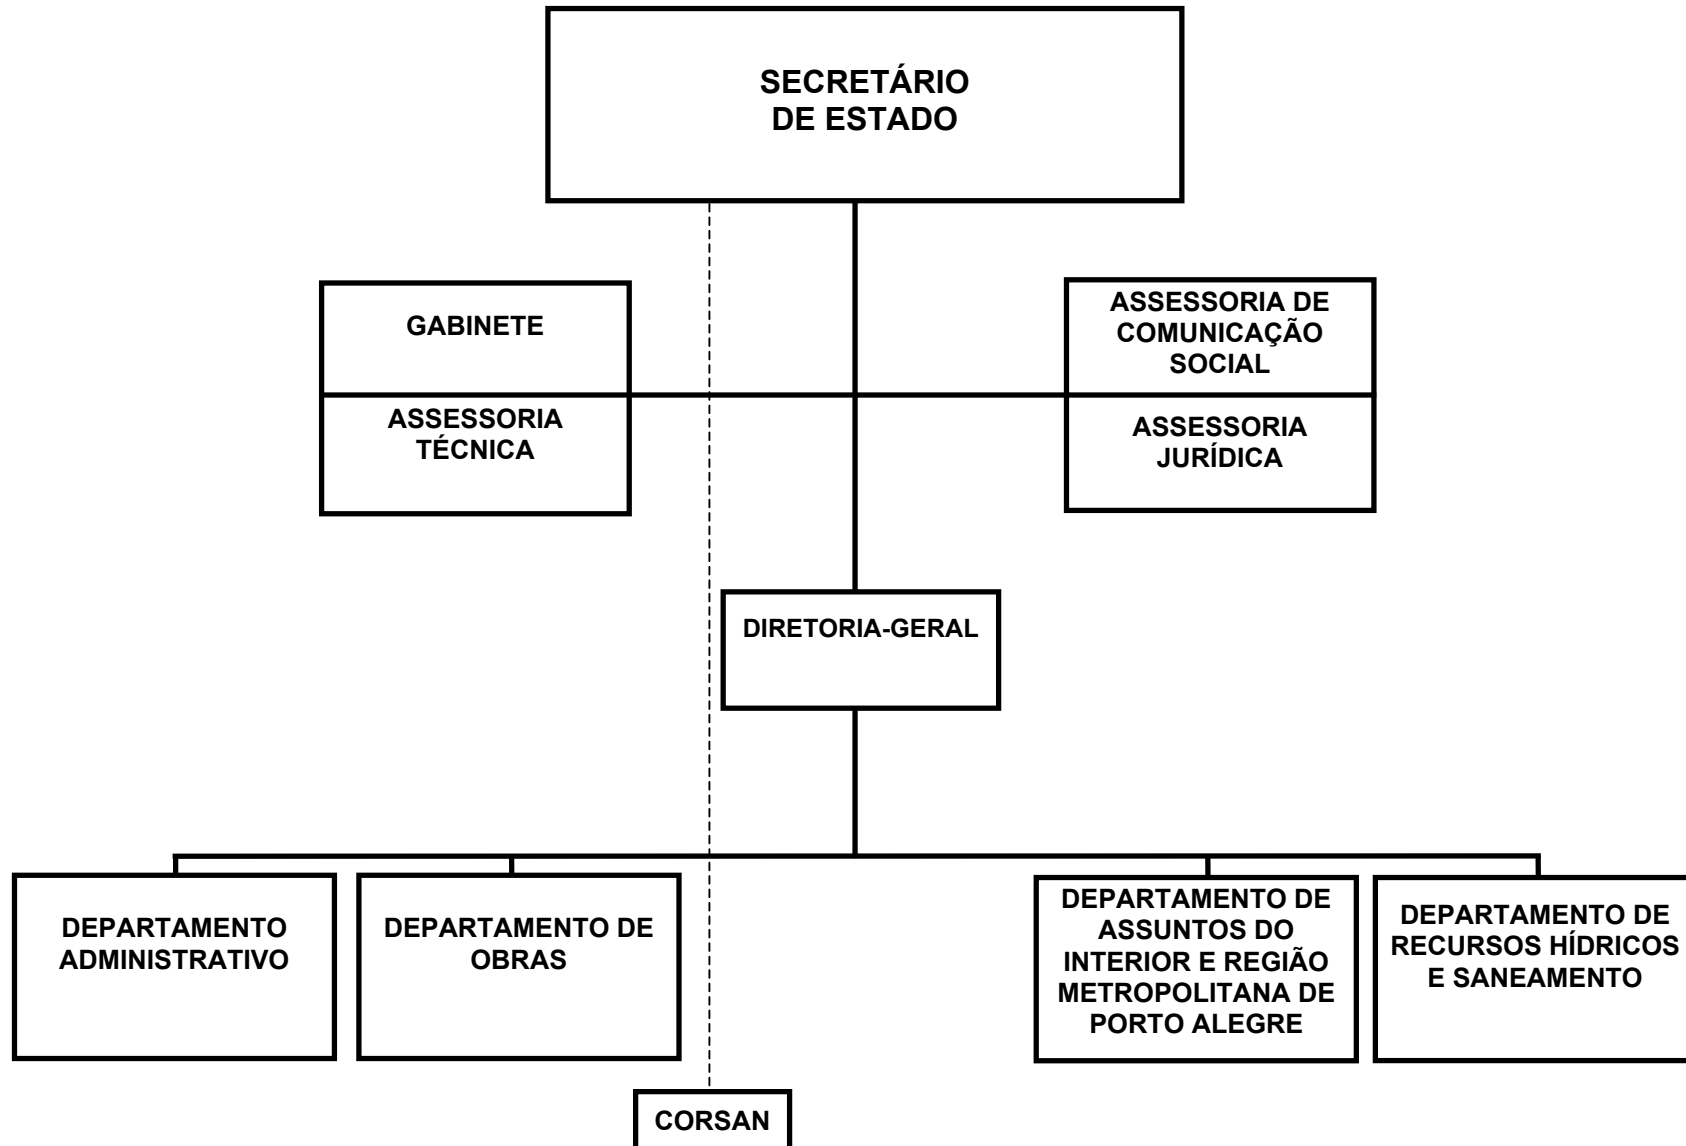 SECRETÁRIO
DE ESTADO
GABINETE
ASSESSORIA
TÉCNICA
ASSESSORIA DE
COMUNICAÇÃO
SOCIAL
ASSESSORIA
JURÍDICA
DIRETORIA-GERAL
DEPARTAMENTO
ADMINISTRATIVO
DEPARTAMENTO DE
OBRAS
DEPARTAMENTO DE
ASSUNTOS DO
INTERIOR E REGIÃO
METROPOLITANA DE
PORTO ALEGRE
DEPARTAMENTO DE
RECURSOS HÍDRICOS
E SANEAMENTO
CORSAN